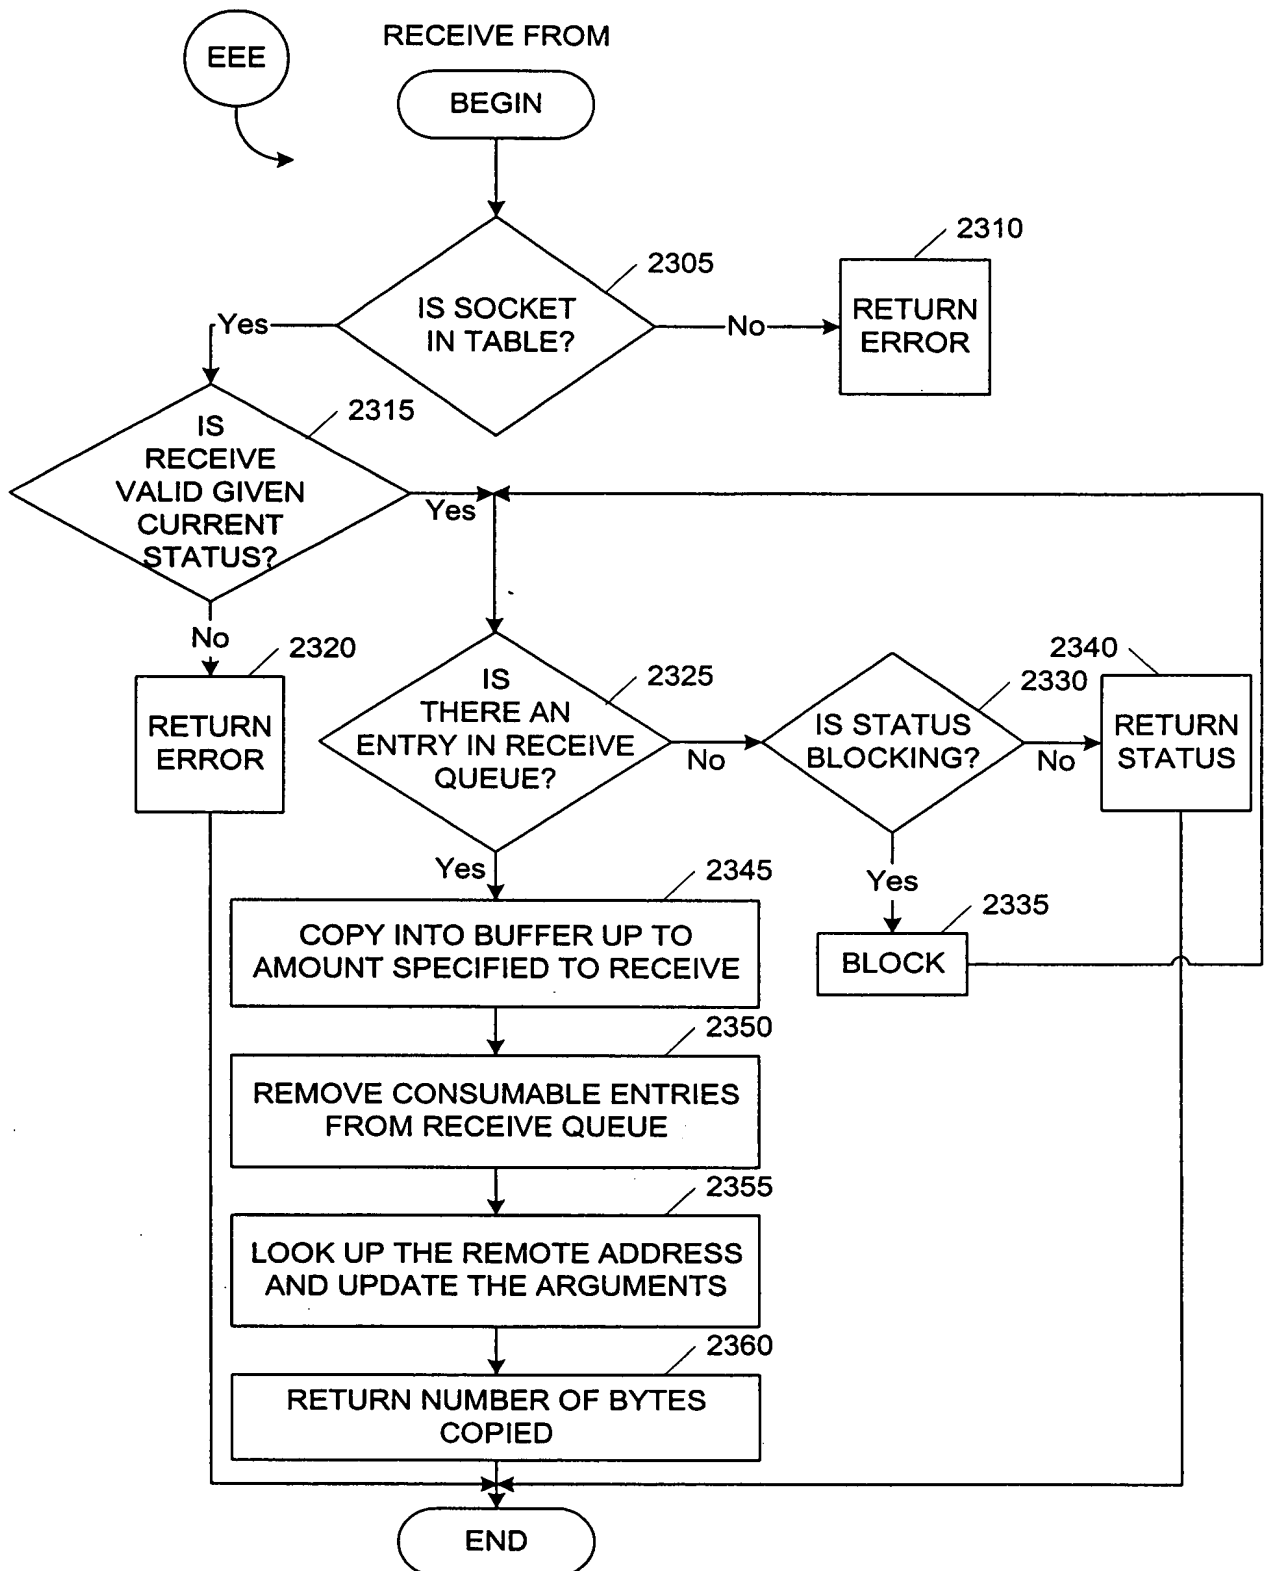 EEE
RECEIVE FROM
BEGIN
2305
2310
IS SOCKET
IN TABLE?
Yes
No
RETURN
ERROR
2315
IS
RECEIVE
VALID GIVEN
CURRENT
STATUS?
Yes
No
2320
RETURN
ERROR
2325
IS
THERE AN
ENTRY IN RECEIVE
QUEUE?
No
Yes
2330
IS STATUS
BLOCKING?
No
Yes
2340
RETURN
STATUS
2335
BLOCK
2345
COPY INTO BUFFER UP TO
AMOUNT SPECIFIED TO RECEIVE
2350
REMOVE CONSUMABLE ENTRIES
FROM RECEIVE QUEUE
2355
LOOK UP THE REMOTE ADDRESS
AND UPDATE THE ARGUMENTS
2360
RETURN NUMBER OF BYTES
COPIED
END